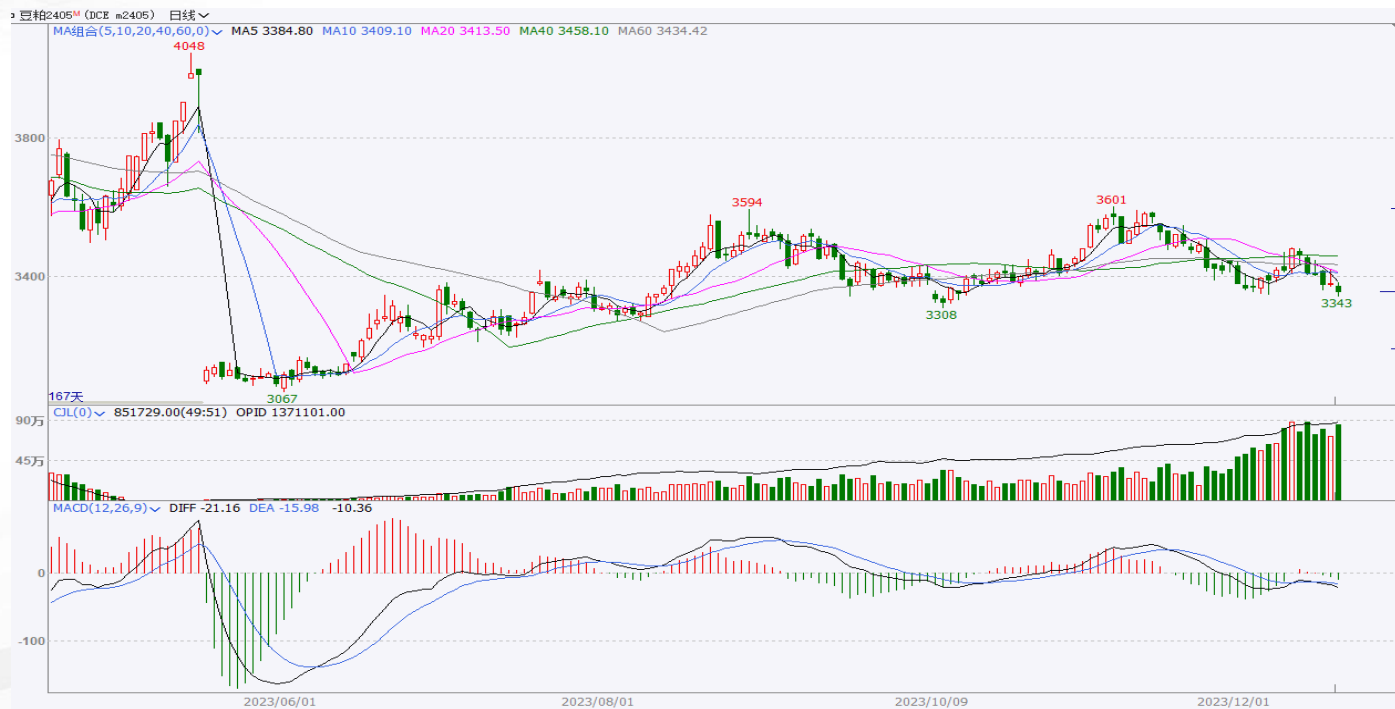 豆粕2405M (DCE m2405) 日线
MA组合(5,10,20,40,60,0) MA5 3384.80 MA10 3409.10 MA20 3413.50 MA40 3458.10 MA60 3434.42
4048
3800
3594
3601
3400
3308
3343
3067
167天
CJL(0) 851729.00(49:51) OPID 1371101.00
90万
45万
MACD(12,26,9) DIFF -21.16 DEA -15.98 -10.36
0
-100
2023/06/01 2023/08/01 2023/10/09 2023/12/01